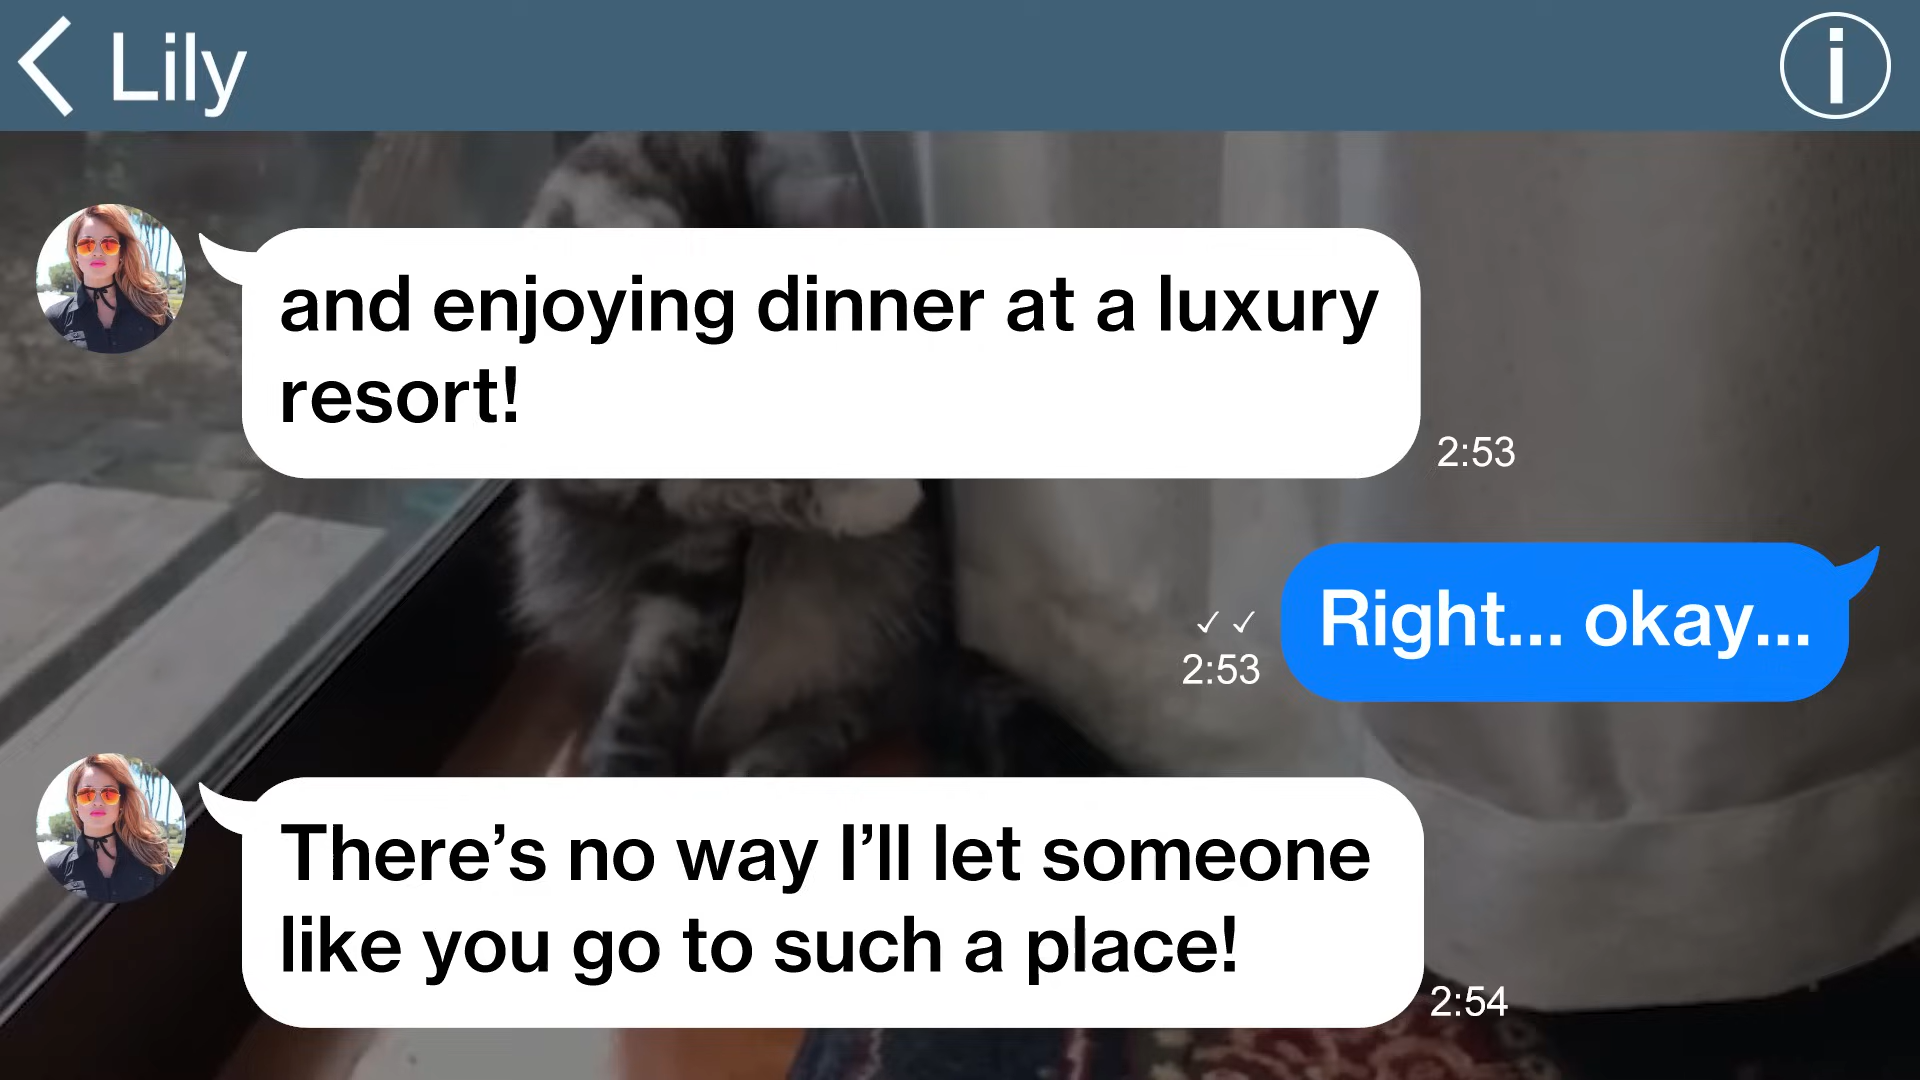 Lily
and enjoying dinner at a luxury
resort!
2:53
Right... okay...
2:53
There’s no way I’ll let someone
like you go to such a place!
2:54